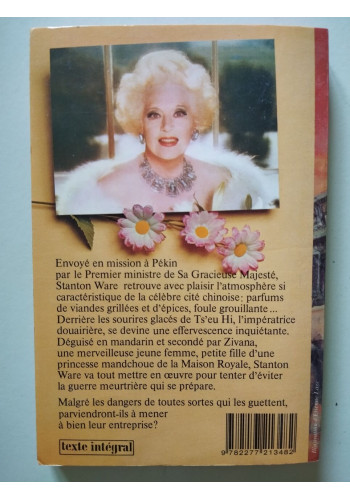 Envoyé en mission à Pékin
par le Premier ministre de Sa Gracieuse Majesté,
Stanton Ware retrouve avec plaisir l'atmosphère si
caractéristique de la célèbre cité chinoise; parfums
de viandes grillées et d'épices, foule grouillante ...
Derrière les sourires glacés de Ts'eu Hi, l'impératrice
douairière, se devine une effervescence inquiétante.
Déguisé en mandarin et secondé par Zivana,
une merveilleuse jeune femme, petite fille d'une
princesse mandchoue de la Maison Royale, Stanton
Ware va tout mettre en œuvre pour tenter d'éviter
la guerre meurtrière qui se prépare.
Malgré les dangers de toutes sortes qui les guettent,
parviendront-ils à mener
à bien leur entreprise?
texte intégral
9 782277 213482